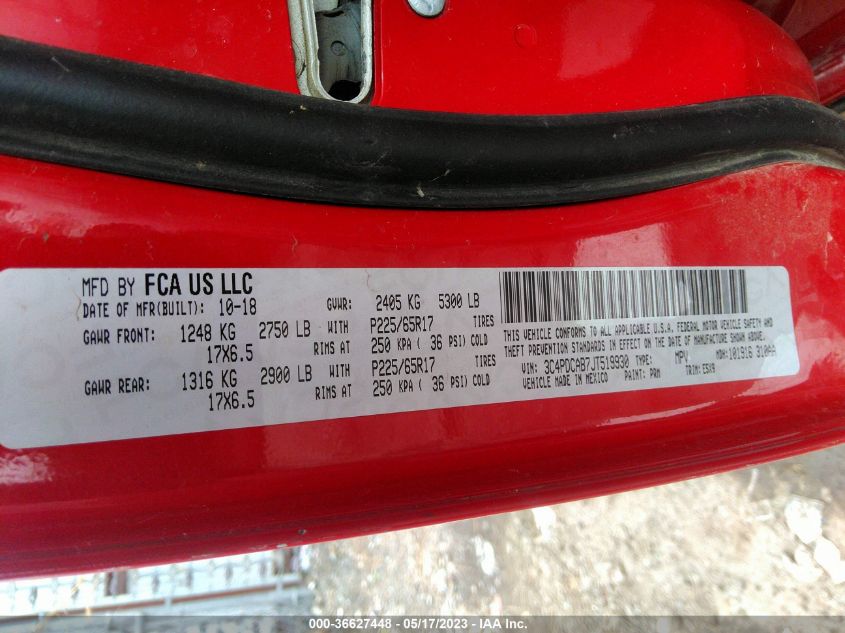 MFD BY FCA US LLC
DATE OF MFR(BUILT): 10-18 GVWR: 2405 KG 5300 LB
GAWR FRONT: 1248 KG 2750 LB WITH P225/65R17 TIRES
17X6.5 RIMS AT 250 KPA ( 36 PSI) COLD
GAWR REAR: 1316 KG 2900 LB WITH P225/65R17 TIRES
17X6.5 RIMS AT 250 KPA ( 36 PSI) COLD
THIS VEHICLE CONFORMS TO ALL APPLICABLE U.S.A. FEDERAL MOTOR VEHICLE SAFETY AND
THEFT PREVENTION STANDARDS IN EFFECT ON THE DATE OF MANUFACTURE SHOWN ABOVE.
VIN: 3C4PDCAB7JT519930 TYPE: MPV MDH: 101916 310AA
VEHICLE MADE IN MEXICO PAINT: PRM TRIM: E5X9
000-36627448 - 05/17/2023 - IAA Inc.